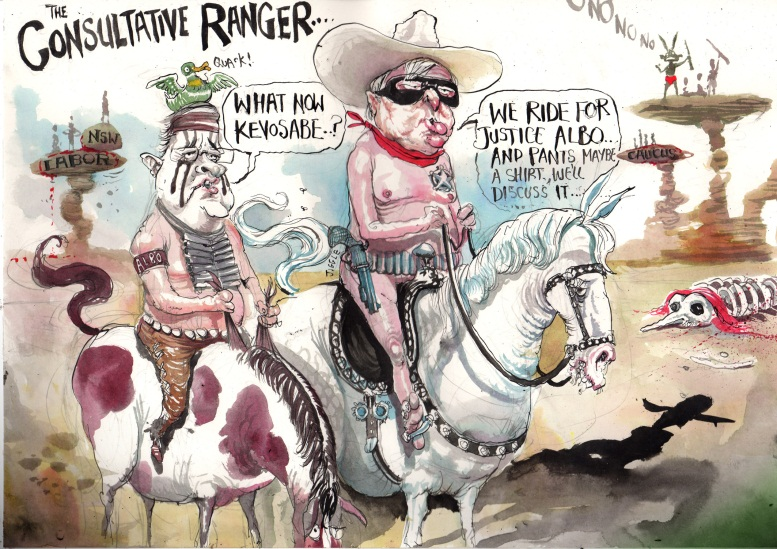 THE
CONSULTATIVE RANGER....
NO NO NO NO
QUACK!
WHAT NOW
KEVOSABE..?
WE RIDE FOR
JUSTICE ALBO...
AND PANTS MAYBE
A SHIRT, WE'LL
DISCUSS IT...
NSW
LABOR
CAUCUS
ALBO